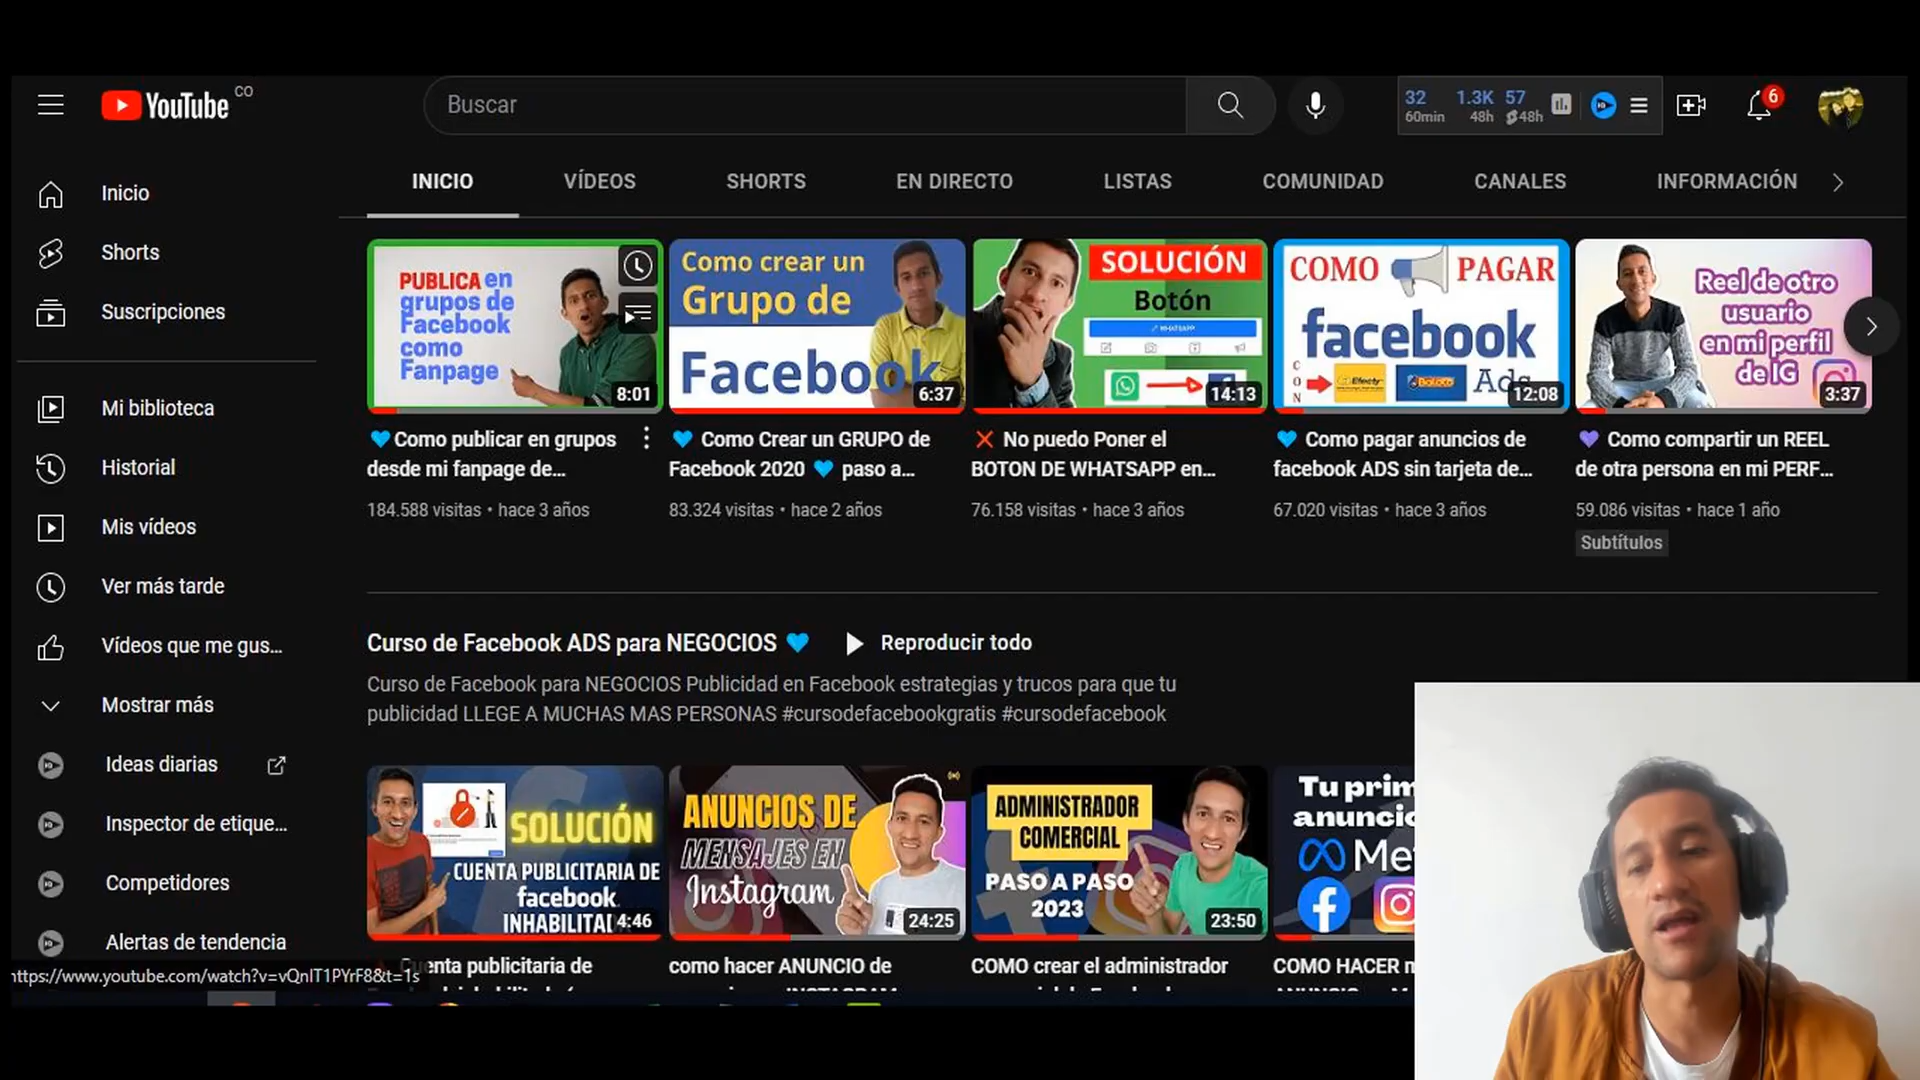 YouTube CO
Buscar
32 1.3K 57
60min 48h 48h
6
INICIO VÍDEOS SHORTS EN DIRECTO LISTAS COMUNIDAD CANALES INFORMACIÓN
Inicio
Shorts
Suscripciones
Mi biblioteca
Historial
Mis vídeos
Ver más tarde
Vídeos que me gus...
Mostrar más
Ideas diarias
Inspector de etique...
Competidores
Alertas de tendencia
https://www.youtube.com/watch?v=vQnIT1PYrF8&t=1s
PUBLICA en
grupos de
Facebook
como
Fanpage
8:01
Como publicar en grupos
desde mi fanpage de...
184.588 visitas • hace 3 años
Como crear un
Grupo de
Facebook
6:37
Como Crear un GRUPO de
Facebook 2020 paso a...
83.324 visitas • hace 2 años
SOLUCIÓN
Botón
WHATSAPP
14:13
No puedo Poner el
BOTON DE WHATSAPP en...
76.158 visitas • hace 3 años
COMO PAGAR
facebook
CON Efecty Baloto Ads
12:08
Como pagar anuncios de
facebook ADS sin tarjeta de...
67.020 visitas • hace 3 años
Reel de otro
usuario
en mi perfil
de IG
3:37
Como compartir un REEL
de otra persona en mi PERF...
59.086 visitas • hace 1 año
Subtítulos
Curso de Facebook ADS para NEGOCIOS Reproducir todo
Curso de Facebook para NEGOCIOS Publicidad en Facebook estrategias y trucos para que tu
publicidad LLEGE A MUCHAS MAS PERSONAS #cursodefacebookgratis #cursodefacebook
SOLUCIÓN
CUENTA PUBLICITARIA DE
facebook
INHABILITA
4:46
Cuenta publicitaria de
ANUNCIOS DE
MENSAJES EN
Instagram
24:25
como hacer ANUNCIO de
ADMINISTRADOR
COMERCIAL
PASO A PASO
2023
23:50
COMO crear el administrador
Tu prim
anunci
Met
COMO HACER